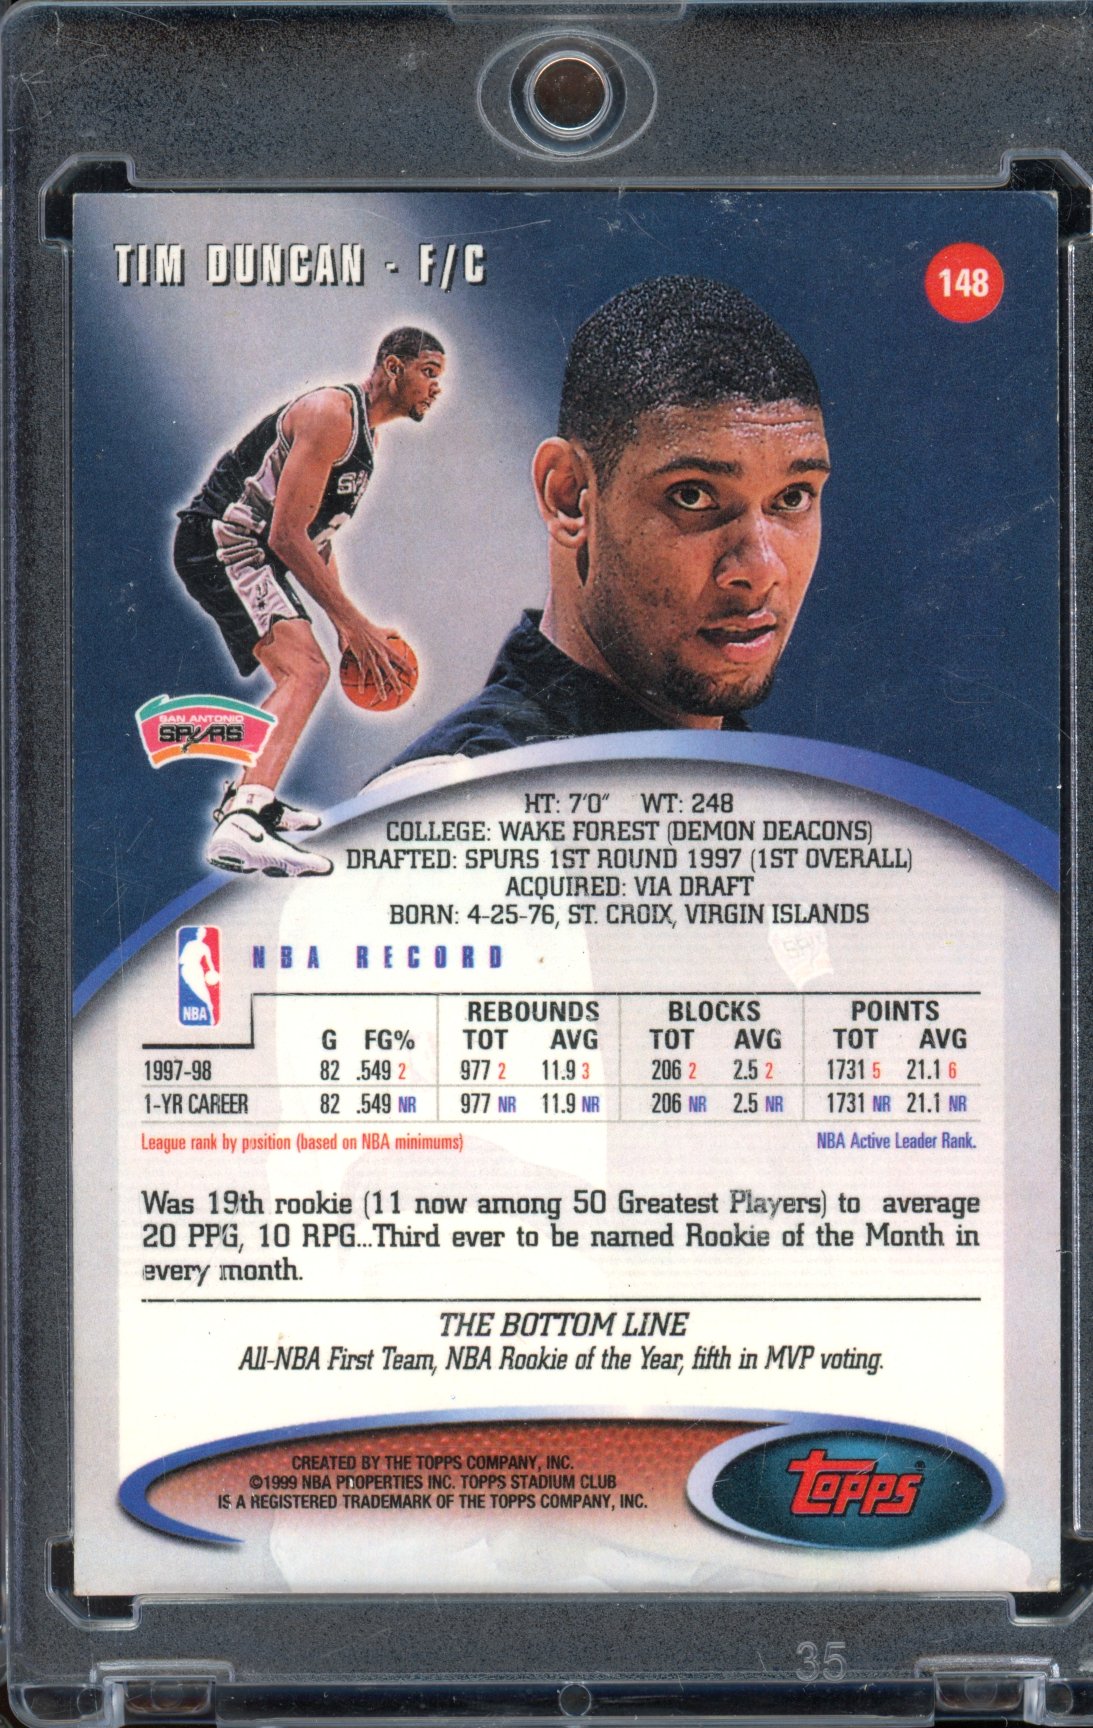 TIM DUNCAN - F/C
148
SAN ANTONIO
SPURS
HT: 7'0" WT: 248
COLLEGE: WAKE FOREST (DEMON DEACONS)
DRAFTED: SPURS 1ST ROUND 1997 (1ST OVERALL)
ACQUIRED: VIA DRAFT
BORN: 4-25-76, ST. CROIX, VIRGIN ISLANDS
NBA
NBA RECORD
REBOUNDS BLOCKS POINTS
G FG% TOT AVG TOT AVG TOT AVG
1997-98 82 .549 2 977 2 11.9 3 206 2 2.5 2 1731 5 21.1 6
1-YR CAREER 82 .549 NR 977 NR 11.9 NR 206 NR 2.5 NR 1731 NR 21.1 NR
League rank by position (based on NBA minimums) NBA Active Leader Rank.
Was 19th rookie (11 now among 50 Greatest Players) to average
20 PPG, 10 RPG...Third ever to be named Rookie of the Month in
every month.
THE BOTTOM LINE
All-NBA First Team, NBA Rookie of the Year, fifth in MVP voting.
CREATED BY THE TOPPS COMPANY, INC.
©1999 NBA PROPERTIES INC. TOPPS STADIUM CLUB
IS A REGISTERED TRADEMARK OF THE TOPPS COMPANY, INC.
Topps®
35